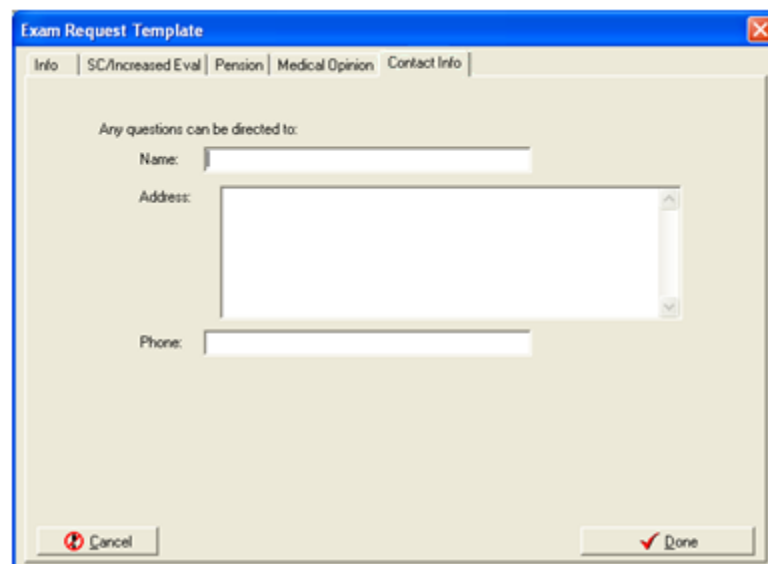 Exam Request Template
Info SC/Increased Eval Pension Medical Opinion Contact Info
Any questions can be directed to:
Name:
Address:
Phone:
Cancel Done